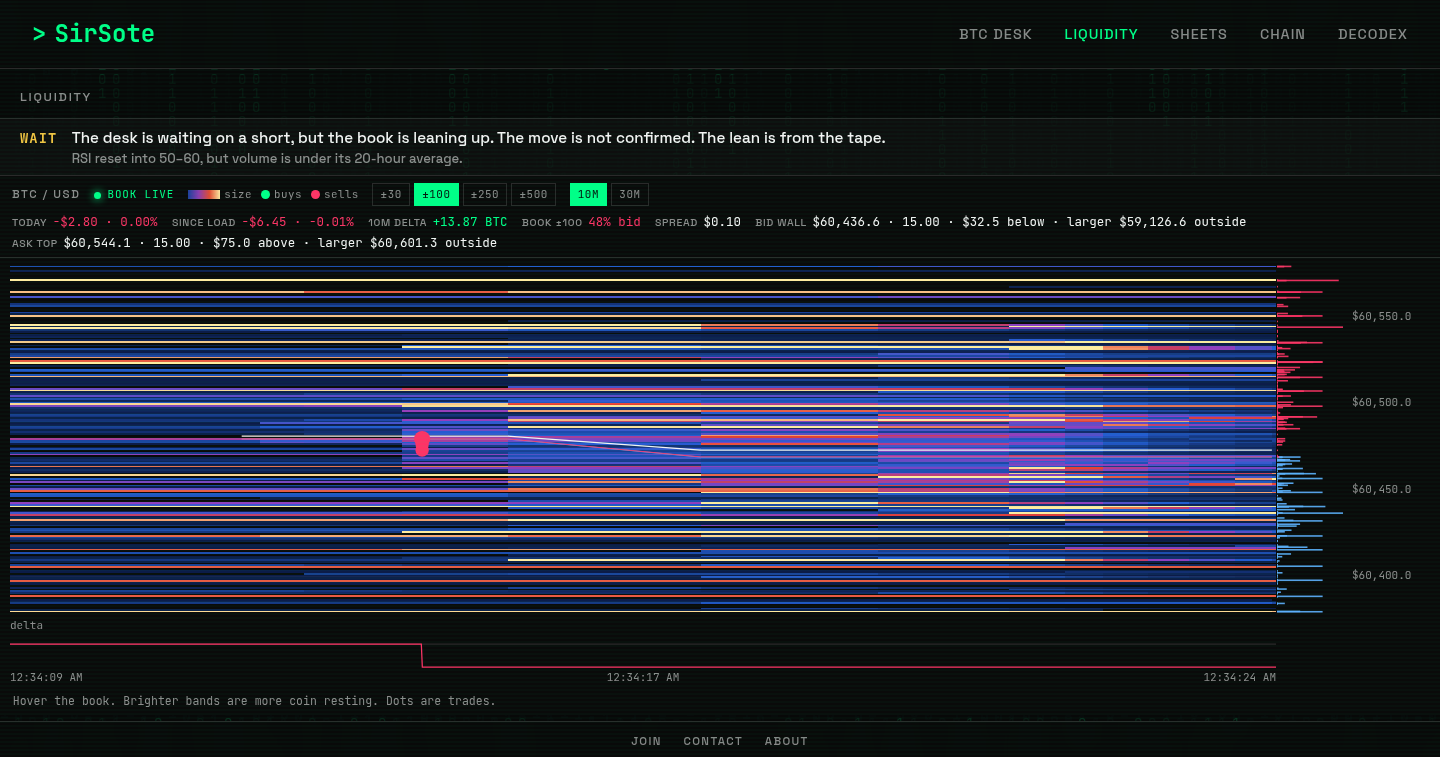 > SirSote
BTC DESK LIQUIDITY SHEETS CHAIN DECODEX
LIQUIDITY
WAIT The desk is waiting on a short, but the book is leaning up. The move is not confirmed. The lean is from the tape.
RSI reset into 50–60, but volume is under its 20-hour average.
BTC / USD BOOK LIVE size buys sells ±30 ±100 ±250 ±500 10M 30M
TODAY -$2.80 · 0.00% SINCE LOAD -$6.45 · -0.01% 10M DELTA +13.87 BTC BOOK ±100 48% bid SPREAD $0.10 BID WALL $60,436.6 · 15.00 · $32.5 below · larger $59,126.6 outside
ASK TOP $60,544.1 · 15.00 · $75.0 above · larger $60,601.3 outside
$60,550.0
$60,500.0
$60,450.0
$60,400.0
delta
12:34:09 AM 12:34:17 AM 12:34:24 AM
Hover the book. Brighter bands are more coin resting. Dots are trades.
JOIN CONTACT ABOUT